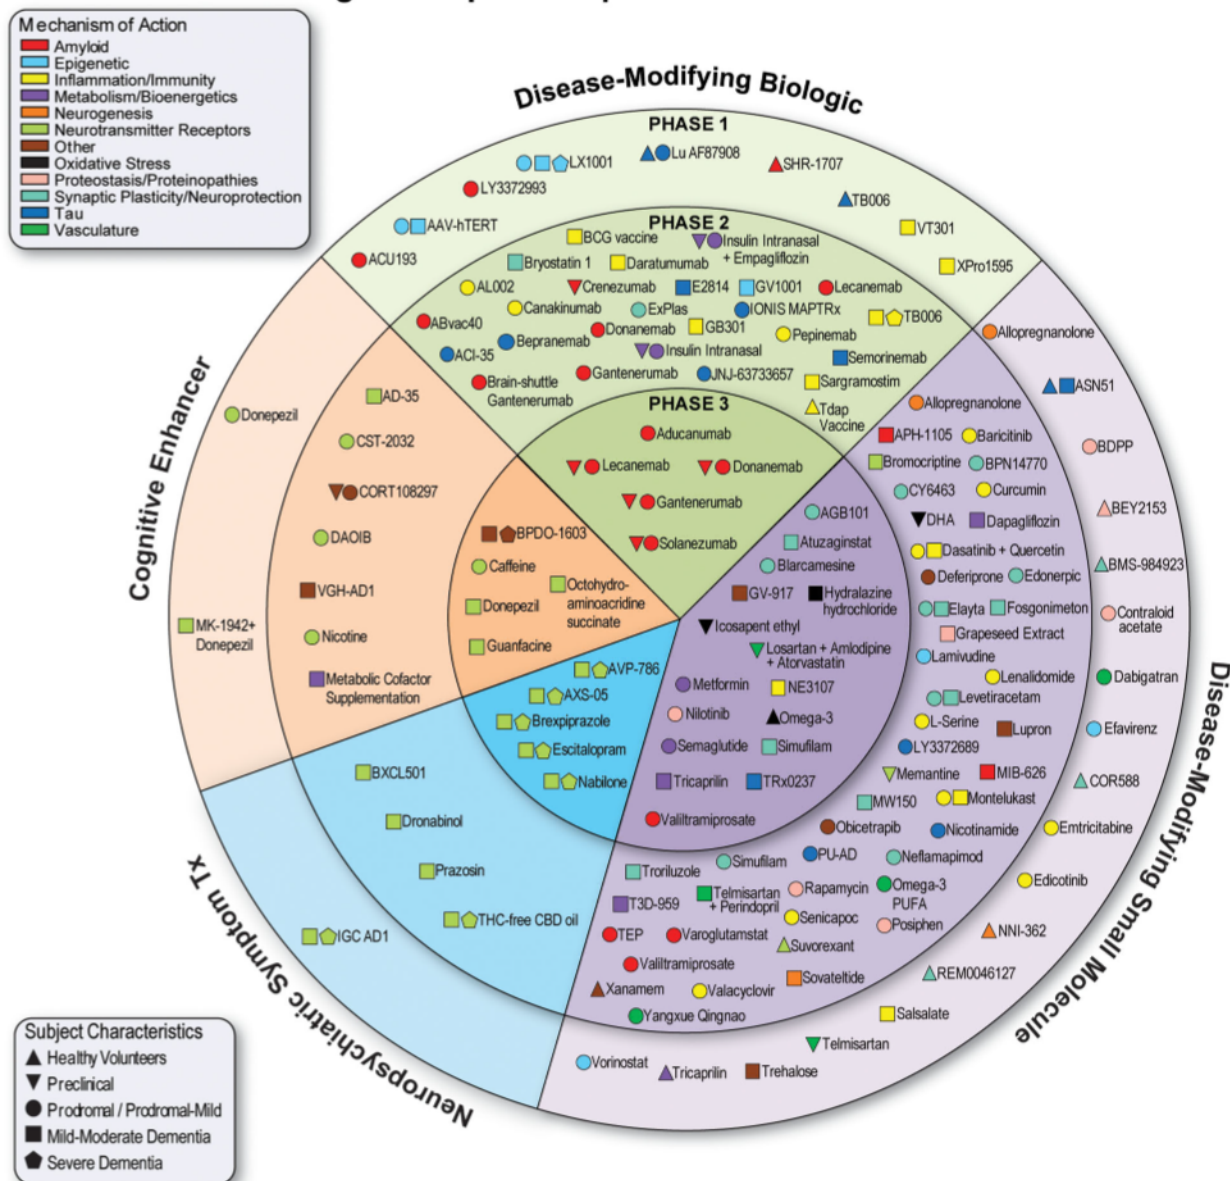 Mechanism of Action
Amyloid
Epigenetic
Inflammation/Immunity
Metabolism/Bioenergetics
Neurogenesis
Neurotransmitter Receptors
Other
Oxidative Stress
Proteostasis/Proteinopathies
Synaptic Plasticity/Neuroprotection
Tau
Vasculature
Disease-Modifying Biologic
PHASE 1
LX1001
Lu AF87908
SHR-1707
LY3372993
TB006
AAV-hTERT
VT301
ACU193
XPro1595
PHASE 2
BCG vaccine
Insulin Intranasal
+ Empagliflozin
Bryostatin 1
Daratumumab
AL002
Crenezumab
E2814
GV1001
Lecanemab
Canakinumab
ExPlas
IONIS MAPTRx
TB006
ABvac40
Donanemab
GB301
Pepinemab
Bepranemab
ACI-35
Insulin Intranasal
Semorinemab
Brain-shuttle
Gantenerumab
Gantenerumab
JNJ-63733657
Sargramostim
Tdap
Vaccine
PHASE 3
Aducanumab
Lecanemab
Donanemab
Gantenerumab
Solanezumab
Cognitive Enhancer
Donepezil
MK-1942+
Donepezil
AD-35
CST-2032
CORT108297
DAOIB
VGH-AD1
Nicotine
Metabolic Cofactor
Supplementation
BPDO-1603
Caffeine
Octohydro-
aminoacridine
succinate
Donepezil
Guanfacine
Neuropsychiatric Symptom Tx
AVP-786
AXS-05
Brexpiprazole
Escitalopram
Nabilone
BXCL501
Dronabinol
Prazosin
THC-free CBD oil
IGC AD1
Disease-Modifying Small Molecule
AGB101
Atuzaginstat
Blarcamesine
GV-917
Hydralazine
hydrochloride
Icosapent ethyl
Losartan + Amlodipine
+ Atorvastatin
Metformin
NE3107
Nilotinib
Omega-3
Semaglutide
Simufilam
Tricaprilin
TRx0237
Valiltramiprosate
Allopregnanolone
APH-1105
Baricitinib
Bromocriptine
BPN14770
CY6463
Curcumin
DHA
Dapagliflozin
Dasatinib + Quercetin
Deferiprone
Edonerpic
Elayta
Fosgonimeton
Grapeseed Extract
Lamivudine
Lenalidomide
Levetiracetam
L-Serine
Lupron
LY3372689
Memantine
MIB-626
MW150
Montelukast
Obicetrapib
Nicotinamide
Troriluzole
Simufilam
PU-AD
Neflamapimod
T3D-959
Telmisartan
+ Perindopril
Rapamycin
Omega-3
PUFA
Senicapoc
Posiphen
TEP
Varoglutamstat
Suvorexant
Valiltramiprosate
Sovateltide
Xanamem
Valacyclovir
Yangxue Qingnao
Allopregnanolone
ASN51
BDPP
BEY2153
BMS-984923
Contraloid
acetate
Dabigatran
Efavirenz
COR588
Emtricitabine
Edicotinib
NNI-362
REM0046127
Salsalate
Telmisartan
Vorinostat
Tricaprilin
Trehalose
Subject Characteristics
Healthy Volunteers
Preclinical
Prodromal / Prodromal-Mild
Mild-Moderate Dementia
Severe Dementia